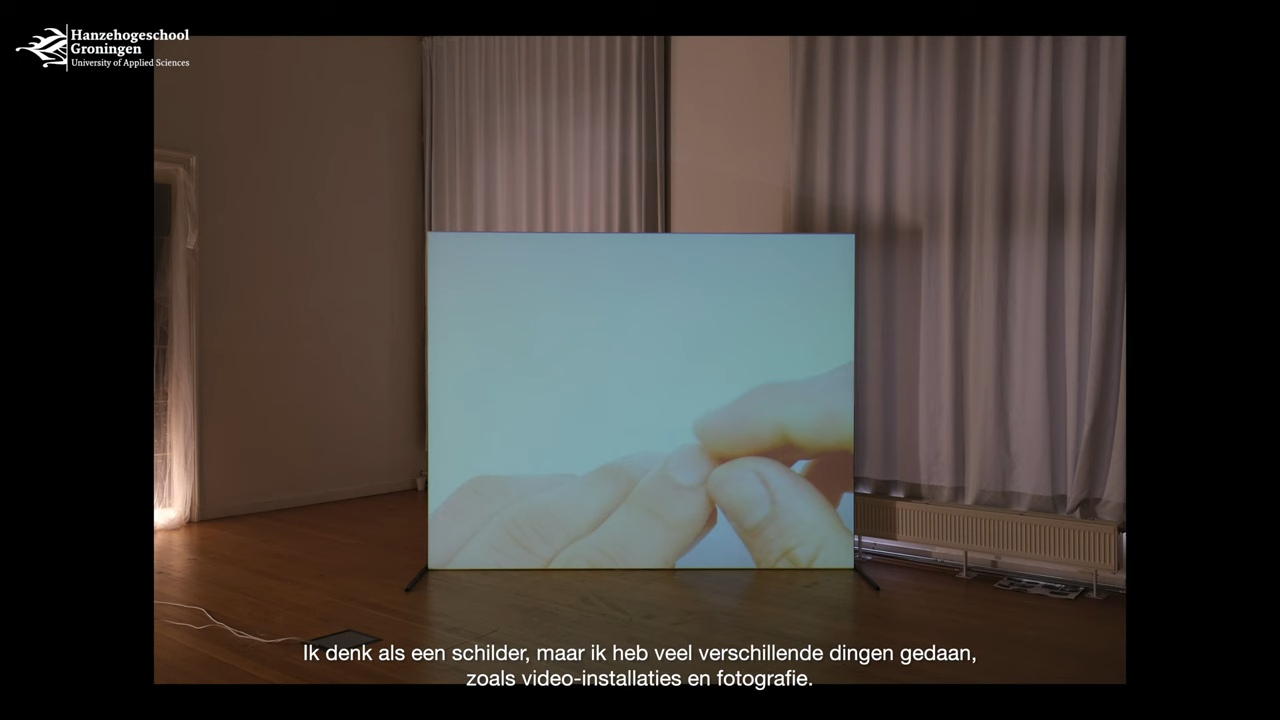 Hanzehogeschool
Groningen
University of Applied Sciences
Ik denk als een schilder, maar ik heb veel verschillende dingen gedaan,
zoals video-installaties en fotografie.